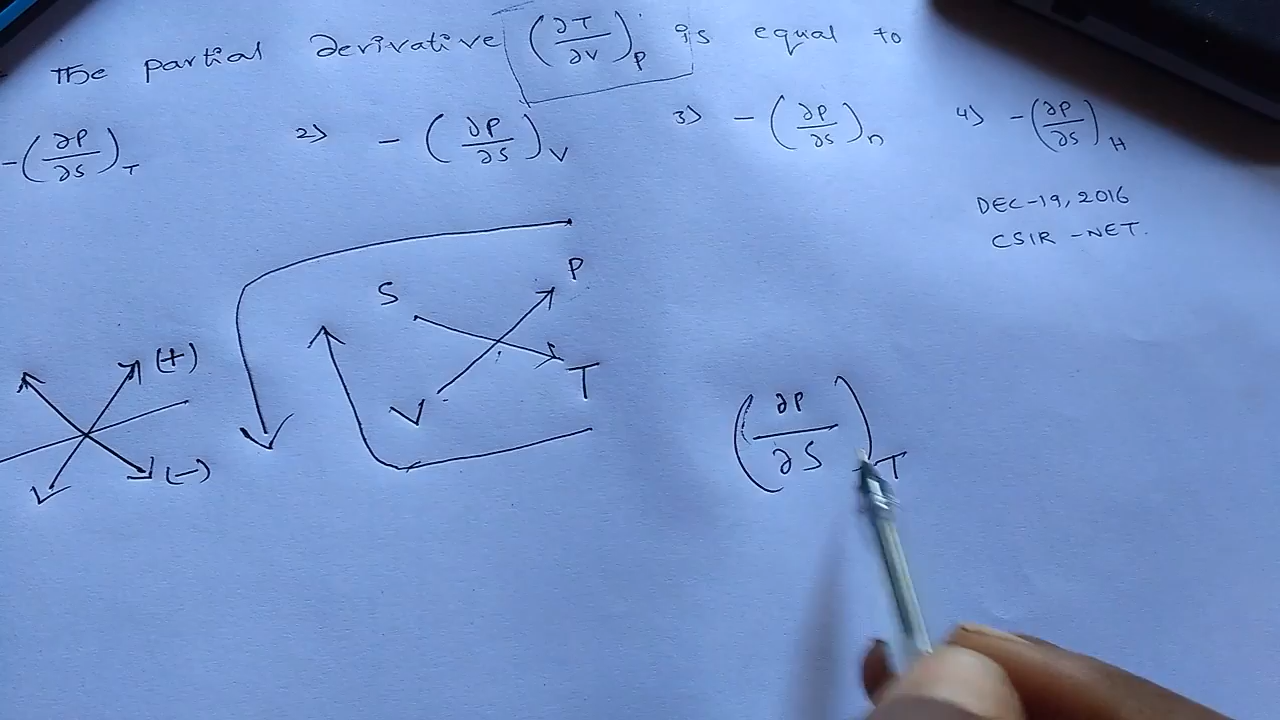 The partial derivative (∂T/∂V)P is equal to
-(∂P/∂S)T 2) -(∂P/∂S)V 3) -(∂P/∂S)n 4) -(∂P/∂S)H
DEC-19, 2016
CSIR -NET.
S P
V T
(+)
(-)
(∂P/∂S)T